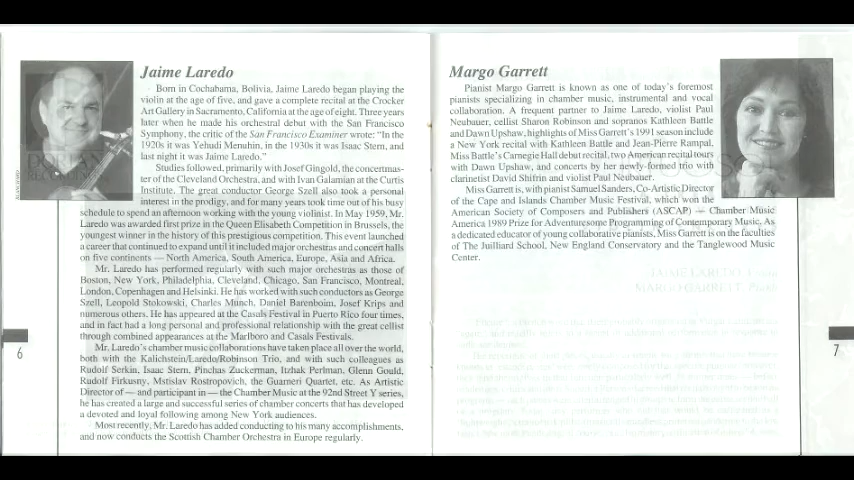 Jaime Laredo
Born in Cochabamba, Bolivia, Jaime Laredo began playing the
violin at the age of five, and gave a complete recital at the Crocker
Art Gallery in Sacramento, California at the age of eight. Three years
later when he made his orchestral debut with the San Francisco
Symphony, the critic of the San Francisco Examiner wrote: "In the
1920s it was Yehudi Menuhin, in the 1930s it was Isaac Stern, and
last night it was Jaime Laredo."
Studies followed, primarily with Josef Gingold, the concertmas-
ter of the Cleveland Orchestra, and with Ivan Galamian at the Curtis
Institute. The great conductor George Szell also took a personal
interest in the prodigy, and for many years took time out of his busy
schedule to spend an afternoon working with the young violinist. In May 1959, Mr.
Laredo was awarded first prize in the Queen Elisabeth Competition in Brussels, the
youngest winner in the history of this prestigious competition. This event launched
a career that continued to expand until it included major orchestras and concert halls
on five continents — North America, South America, Europe, Asia and Africa.
Mr. Laredo has performed regularly with such major orchestras as those of
Boston, New York, Philadelphia, Cleveland, Chicago, San Francisco, Montreal,
London, Copenhagen and Helsinki. He has worked with such conductors as George
Szell, Leopold Stokowski, Charles Munch, Daniel Barenboim, Josef Krips and
numerous others. He has appeared at the Casals Festival in Puerto Rico four times,
and in fact had a long personal and professional relationship with the great cellist
through combined appearances at the Marlboro and Casals Festivals.
Mr. Laredo's chamber music collaborations have taken place all over the world,
both with the Kalichstein/Laredo/Robinson Trio, and with such colleagues as
Rudolf Serkin, Isaac Stern, Pinchas Zuckerman, Itzhak Perlman, Glenn Gould,
Rudolf Firkusny, Mstislav Rostropovich, the Guarneri Quartet, etc. As Artistic
Director of — and participant in — the Chamber Music at the 92nd Street Y series,
he has created a large and successful series of chamber concerts that has developed
a devoted and loyal following among New York audiences.
Most recently, Mr. Laredo has added conducting to his many accomplishments,
and now conducts the Scottish Chamber Orchestra in Europe regularly.
6
Margo Garrett
Pianist Margo Garrett is known as one of today's foremost
pianists specializing in chamber music, instrumental and vocal
collaboration. A frequent partner to Jaime Laredo, violist Paul
Neubauer, cellist Sharon Robinson and sopranos Kathleen Battle
and Dawn Upshaw, highlights of Miss Garrett's 1991 season include
a New York recital with Kathleen Battle and Jean-Pierre Rampal,
Miss Battle's Carnegie Hall debut recital, two American recital tours
with Dawn Upshaw, and concerts by her newly-formed trio with
clarinetist David Shifrin and violist Paul Neubauer.
Miss Garrett is, with pianist Samuel Sanders, Co-Artistic Director
of the Cape and Islands Chamber Music Festival, which won the
American Society of Composers and Publishers (ASCAP) — Chamber Music
America 1989 Prize for Adventuresome Programming of Contemporary Music. As
a dedicated educator of young collaborative pianists, Miss Garrett is on the faculties
of The Juilliard School, New England Conservatory and the Tanglewood Music
Center.
7